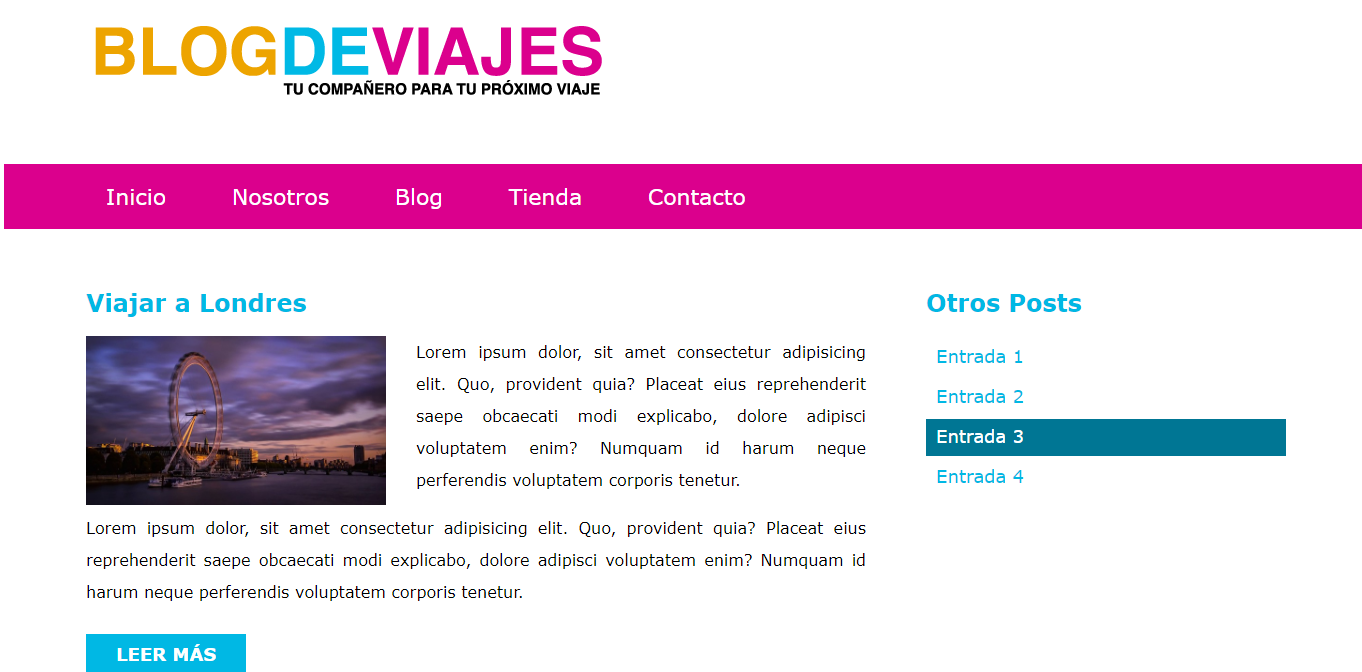 BLOGDEVIAJES
TU COMPAÑERO PARA TU PRÓXIMO VIAJE
Inicio Nosotros Blog Tienda Contacto
Viajar a Londres
Lorem ipsum dolor, sit amet consectetur adipisicing
elit. Quo, provident quia? Placeat eius reprehenderit
saepe obcaecati modi explicabo, dolore adipisci
voluptatem enim? Numquam id harum neque
perferendis voluptatem corporis tenetur.
Lorem ipsum dolor, sit amet consectetur adipisicing elit. Quo, provident quia? Placeat eius
reprehenderit saepe obcaecati modi explicabo, dolore adipisci voluptatem enim? Numquam id
harum neque perferendis voluptatem corporis tenetur.
LEER MÁS
Otros Posts
Entrada 1
Entrada 2
Entrada 3
Entrada 4